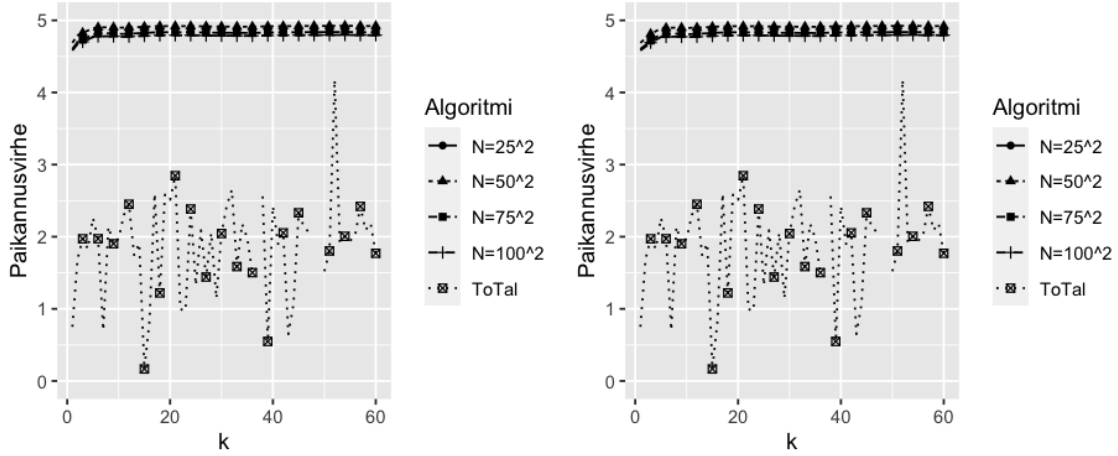 5
4
3
2
1
0
Paikannusvirhe
0
20
40
60
k
Algoritmi
N=25^2
N=50^2
N=75^2
N=100^2
ToTal
5
4
3
2
1
0
Paikannusvirhe
0
20
40
60
k
Algoritmi
N=25^2
N=50^2
N=75^2
N=100^2
ToTal